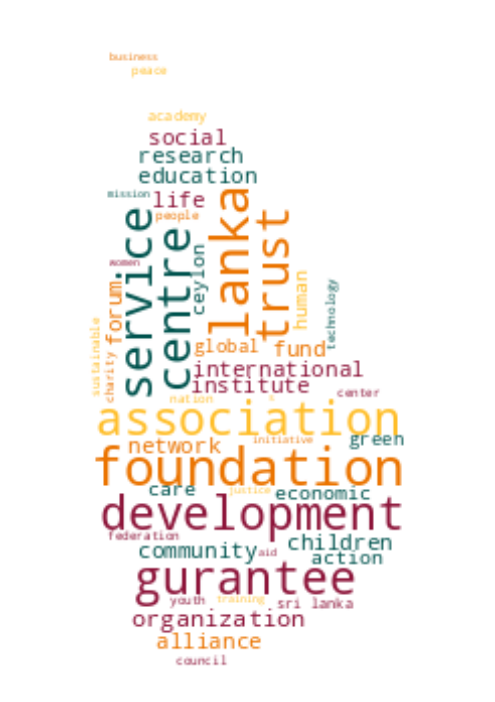 business
peace
academy
social
research
education
mission
life
people
service
centre
lanka
trust
ceylon
women
human
technology
forum
sustainable
charity
global
fund
international
institute
center
nation
s
association
network
initiative
green
foundation
care
justice
economic
development
federation
children
community
aid
action
gurantee
youth
training
sri lanka
organization
alliance
council